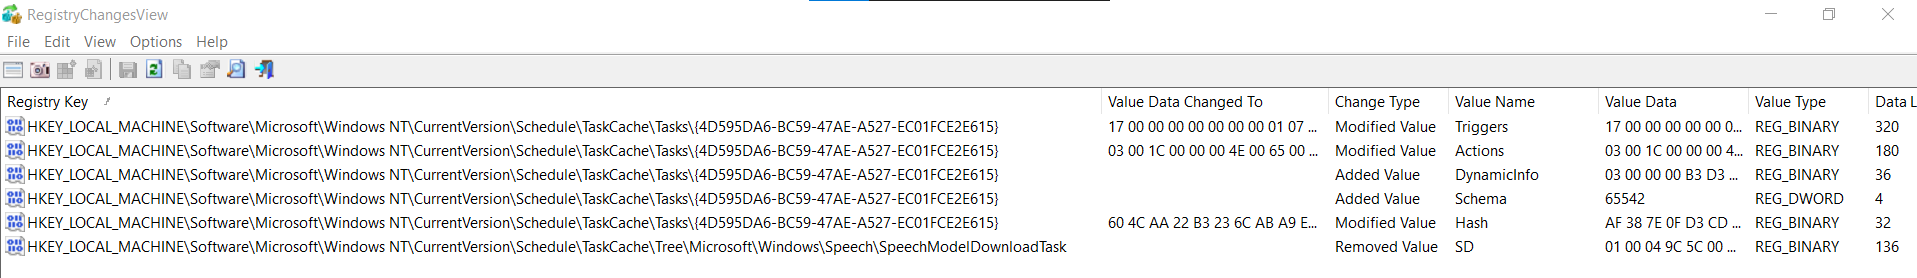 RegistryChangesView
File Edit View Options Help
Registry Key Value Data Changed To Change Type Value Name Value Data Value Type Data L
HKEY_LOCAL_MACHINE\Software\Microsoft\Windows NT\CurrentVersion\Schedule\TaskCache\Tasks\{4D595DA6-BC59-47AE-A527-EC01FCE2E615} 17 00 00 00 00 00 00 00 01 07 ... Modified Value Triggers 17 00 00 00 00 00 0... REG_BINARY 320
HKEY_LOCAL_MACHINE\Software\Microsoft\Windows NT\CurrentVersion\Schedule\TaskCache\Tasks\{4D595DA6-BC59-47AE-A527-EC01FCE2E615} 03 00 1C 00 00 00 4E 00 65 00 ... Modified Value Actions 03 00 1C 00 00 00 4... REG_BINARY 180
HKEY_LOCAL_MACHINE\Software\Microsoft\Windows NT\CurrentVersion\Schedule\TaskCache\Tasks\{4D595DA6-BC59-47AE-A527-EC01FCE2E615} Added Value DynamicInfo 03 00 00 00 B3 D3 ... REG_BINARY 36
HKEY_LOCAL_MACHINE\Software\Microsoft\Windows NT\CurrentVersion\Schedule\TaskCache\Tasks\{4D595DA6-BC59-47AE-A527-EC01FCE2E615} Added Value Schema 65542 REG_DWORD 4
HKEY_LOCAL_MACHINE\Software\Microsoft\Windows NT\CurrentVersion\Schedule\TaskCache\Tasks\{4D595DA6-BC59-47AE-A527-EC01FCE2E615} 60 4C AA 22 B3 23 6C AB A9 E... Modified Value Hash AF 38 7E 0F D3 CD ... REG_BINARY 32
HKEY_LOCAL_MACHINE\Software\Microsoft\Windows NT\CurrentVersion\Schedule\TaskCache\Tree\Microsoft\Windows\Speech\SpeechModelDownloadTask Removed Value SD 01 00 04 9C 5C 00 ... REG_BINARY 136